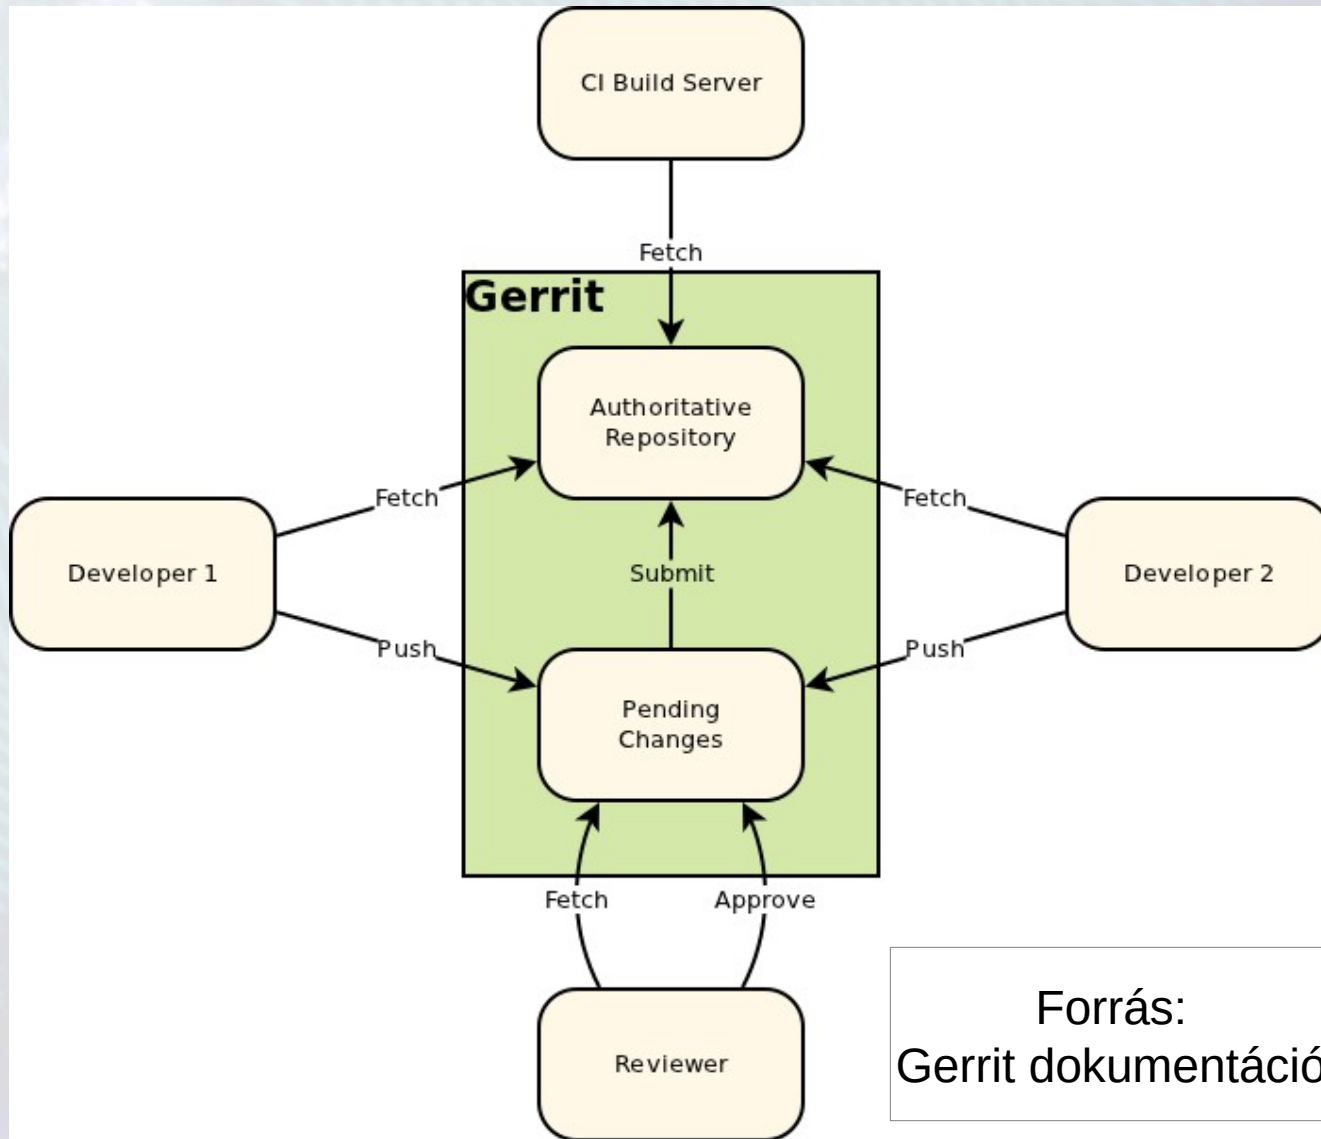 CI Build Server
Fetch
Gerrit
Authoritative
Repository
Fetch
Fetch
Developer 1
Submit
Developer 2
Push
Push
Pending
Changes
Fetch
Approve
Reviewer
Forrás:
Gerrit dokumentáció